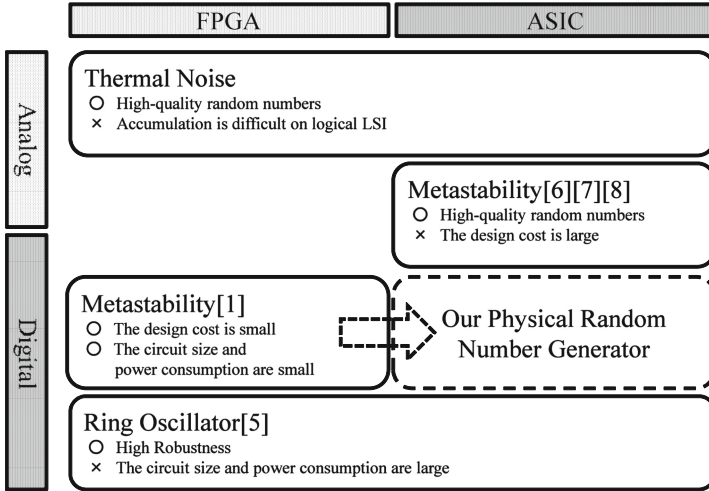 FPGA
ASIC
Analog
Thermal Noise
○ High-quality random numbers
× Accumulation is difficult on logical LSI
Metastability[6][7][8]
○ High-quality random numbers
× The design cost is large
Digital
Metastability[1]
○ The design cost is small
○ The circuit size and
power consumption are small
Our Physical Random
Number Generator
Ring Oscillator[5]
○ High Robustness
× The circuit size and power consumption are large